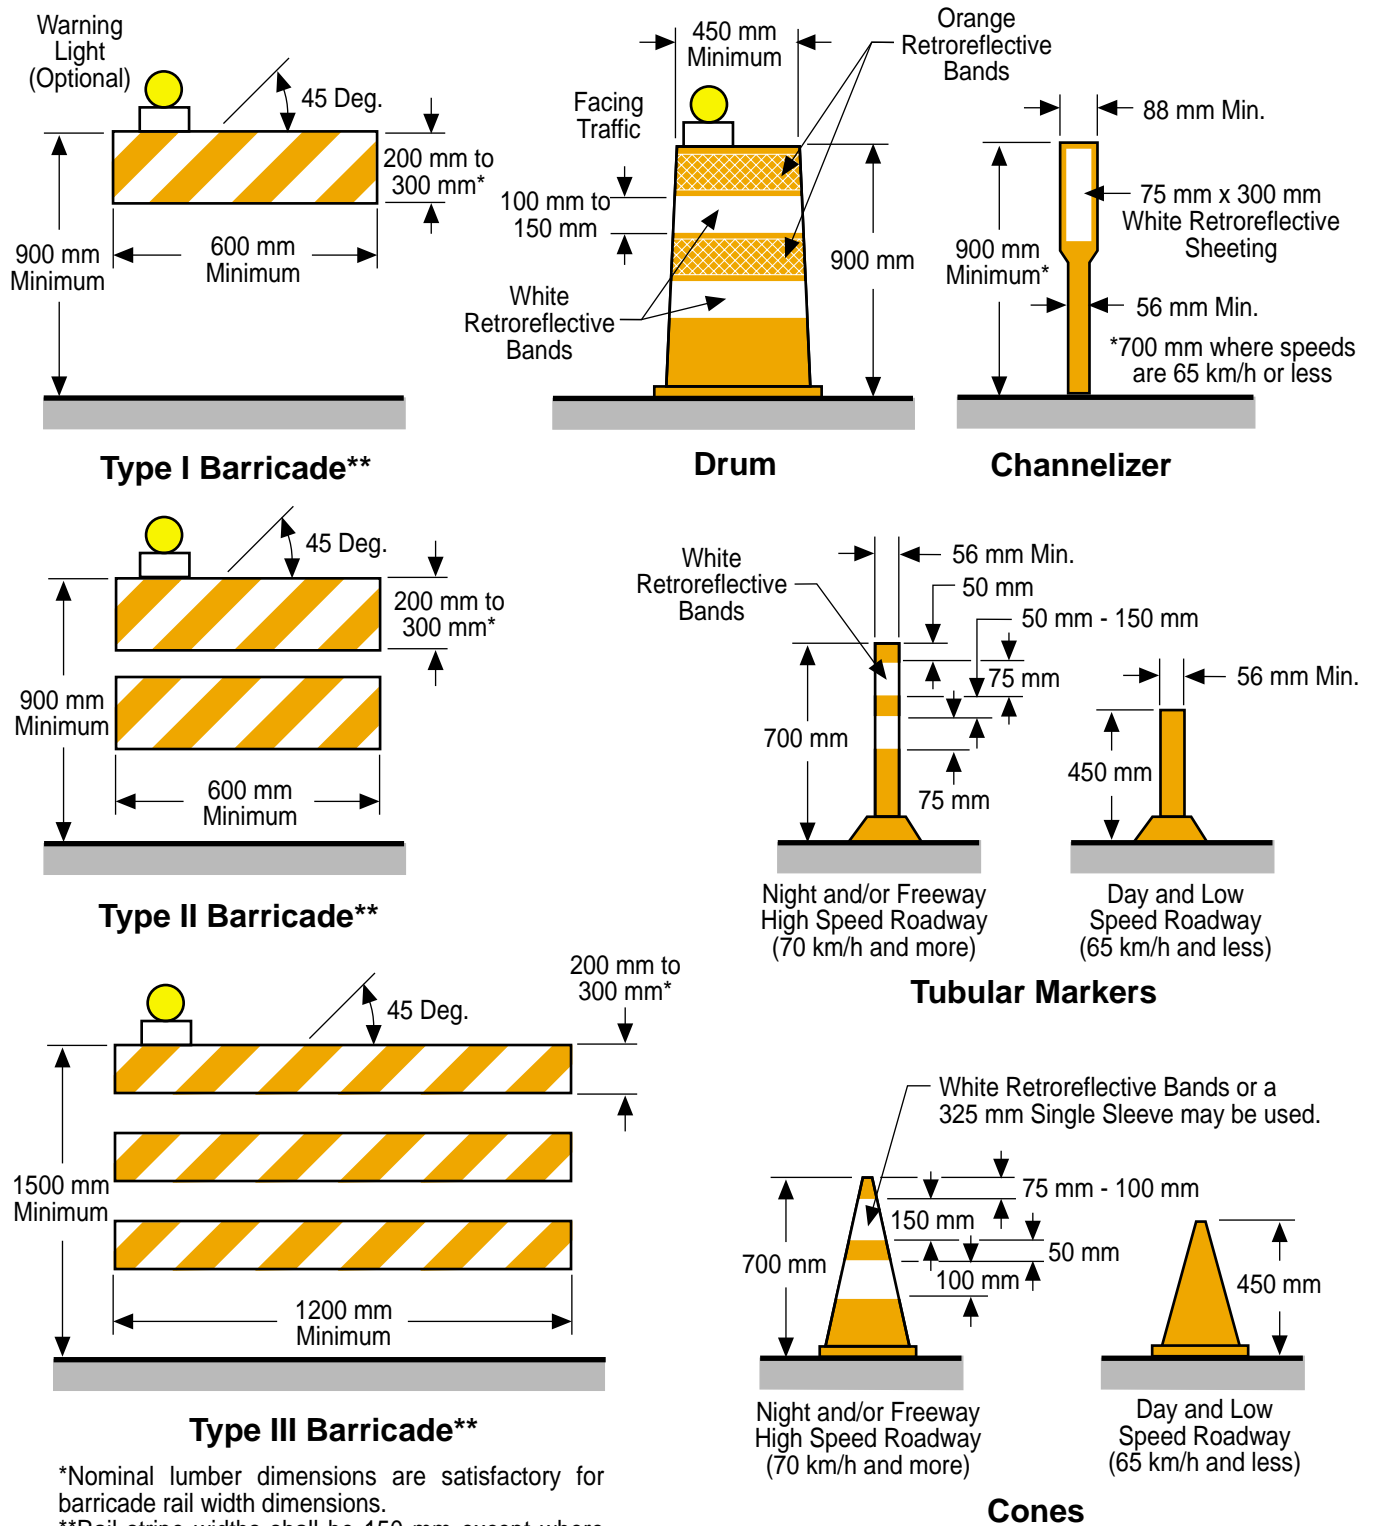 Warning
Light
(Optional)
45 Deg.
200 mm to
300 mm*
900 mm
Minimum
600 mm
Minimum
Type I Barricade**
450 mm
Minimum
Orange
Retroreflective
Bands
Facing
Traffic
100 mm to
150 mm
White
Retroreflective
Bands
900 mm
Drum
88 mm Min.
75 mm x 300 mm
White Retroreflective
Sheeting
900 mm
Minimum*
56 mm Min.
*700 mm where speeds
are 65 km/h or less
Channelizer
45 Deg.
200 mm to
300 mm*
900 mm
Minimum
600 mm
Minimum
Type II Barricade**
White
Retroreflective
Bands
56 mm Min.
50 mm
50 mm - 150 mm
75 mm
700 mm
75 mm
Night and/or Freeway
High Speed Roadway
(70 km/h and more)
56 mm Min.
450 mm
Day and Low
Speed Roadway
(65 km/h and less)
Tubular Markers
200 mm to
300 mm*
45 Deg.
1500 mm
Minimum
1200 mm
Minimum
Type III Barricade**
White Retroreflective Bands or a
325 mm Single Sleeve may be used.
75 mm - 100 mm
150 mm
50 mm
700 mm
100 mm
Night and/or Freeway
High Speed Roadway
(70 km/h and more)
450 mm
Day and Low
Speed Roadway
(65 km/h and less)
Cones
*Nominal lumber dimensions are satisfactory for
barricade rail width dimensions.
**Rail stripe widths shall be 150 mm except where